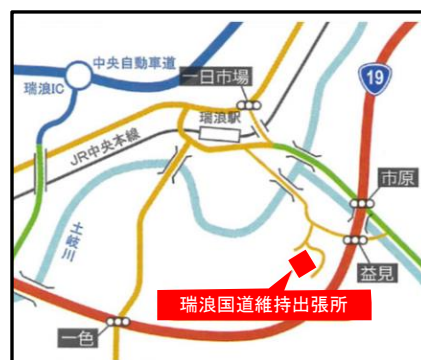 中央自動車道
瑞浪IC
一日市場
19
瑞浪駅
JR中央本線
市原
土岐川
益見
瑞浪国道維持出張所
一色